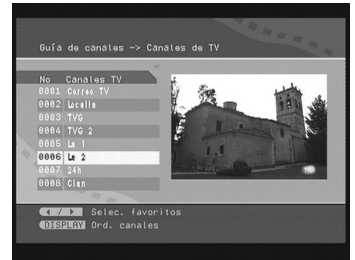 Guía de canales -> Canales de TV
No Canales TV
0001 Correo TV
0002 Localia
0003 TVG
0004 TVG 2
0005 La 1
0006 La 2
0007 24h
0008 Clan
◄ / ► Selec. favoritos
DISPLAY Ord. canales